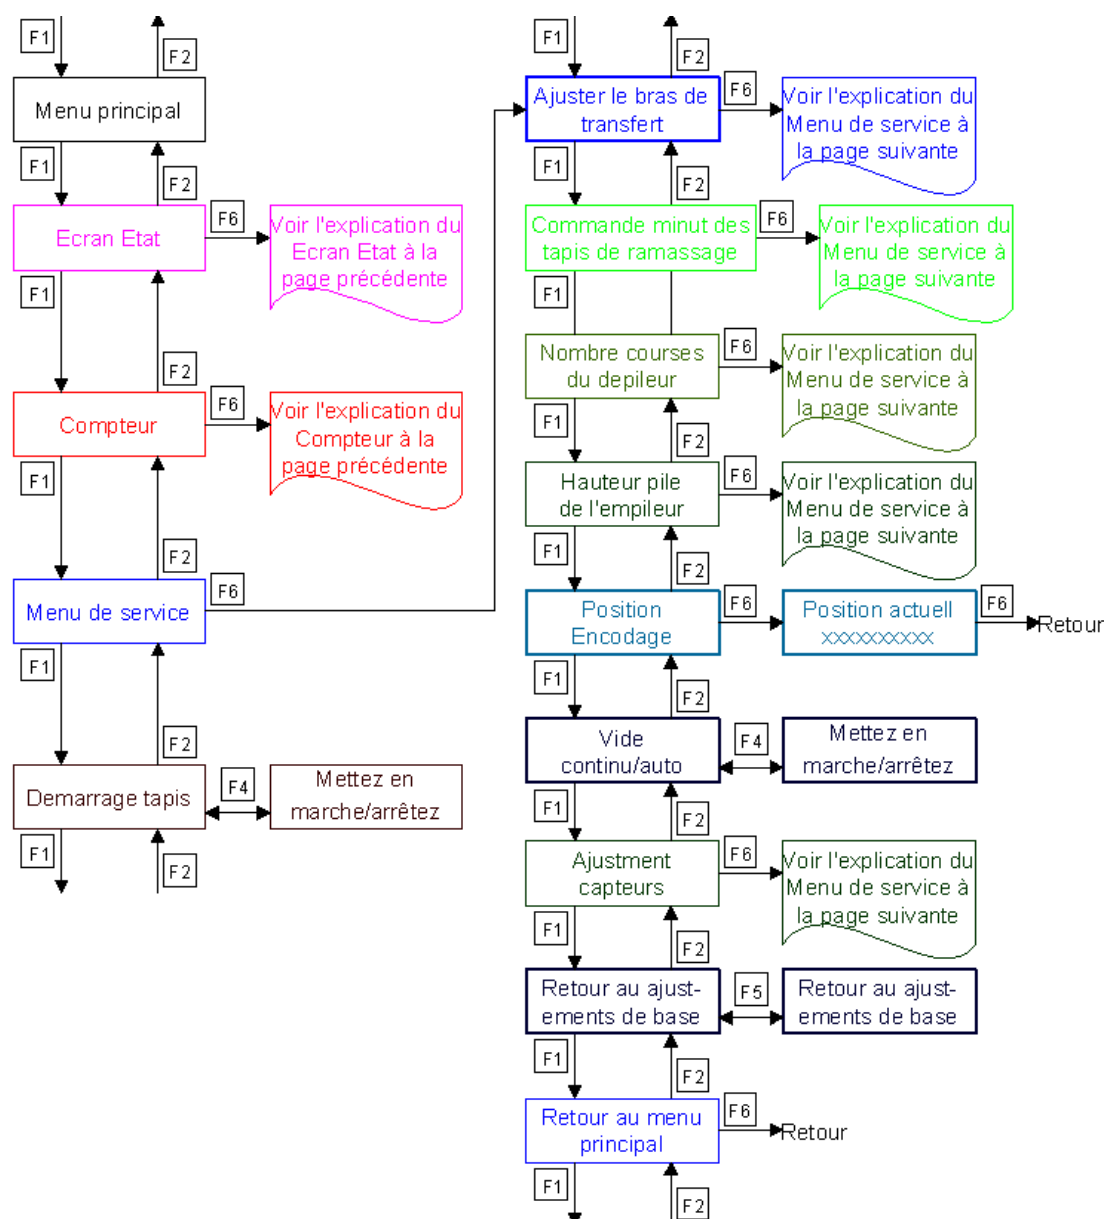 F1
F2
Menu principal
F1
F2
Ecran Etat
F6
Voir l'explication du
Ecran Etat à la
page précédente
F1
F2
Compteur
F6
Voir l'explication du
Compteur à la
page précédente
F1
F2
Menu de service
F6
F1
F2
Demarrage tapis
F4
Mettez en
marche/arrêtez
F1
F2
F1
F2
Ajuster le bras de
transfert
F6
Voir l'explication du
Menu de service à
la page suivante
F1
F2
Commande minut des
tapis de ramassage
F6
Voir l'explication du
Menu de service à
la page suivante
F1
Nombre courses
du depileur
F6
Voir l'explication du
Menu de service à
la page suivante
F1
F2
Hauteur pile
de l'empileur
F6
Voir l'explication du
Menu de service à
la page suivante
F1
F2
Position
Encodage
F6
Position actuell
xxxxxxxxxx
F6
Retour
F1
F2
Vide
continu/auto
F4
Mettez en
marche/arrêtez
F1
F2
Ajustment
capteurs
F6
Voir l'explication du
Menu de service à
la page suivante
F1
F2
Retour au ajust-
ements de base
F5
Retour au ajust-
ements de base
F1
F2
Retour au menu
principal
F6
Retour
F1
F2